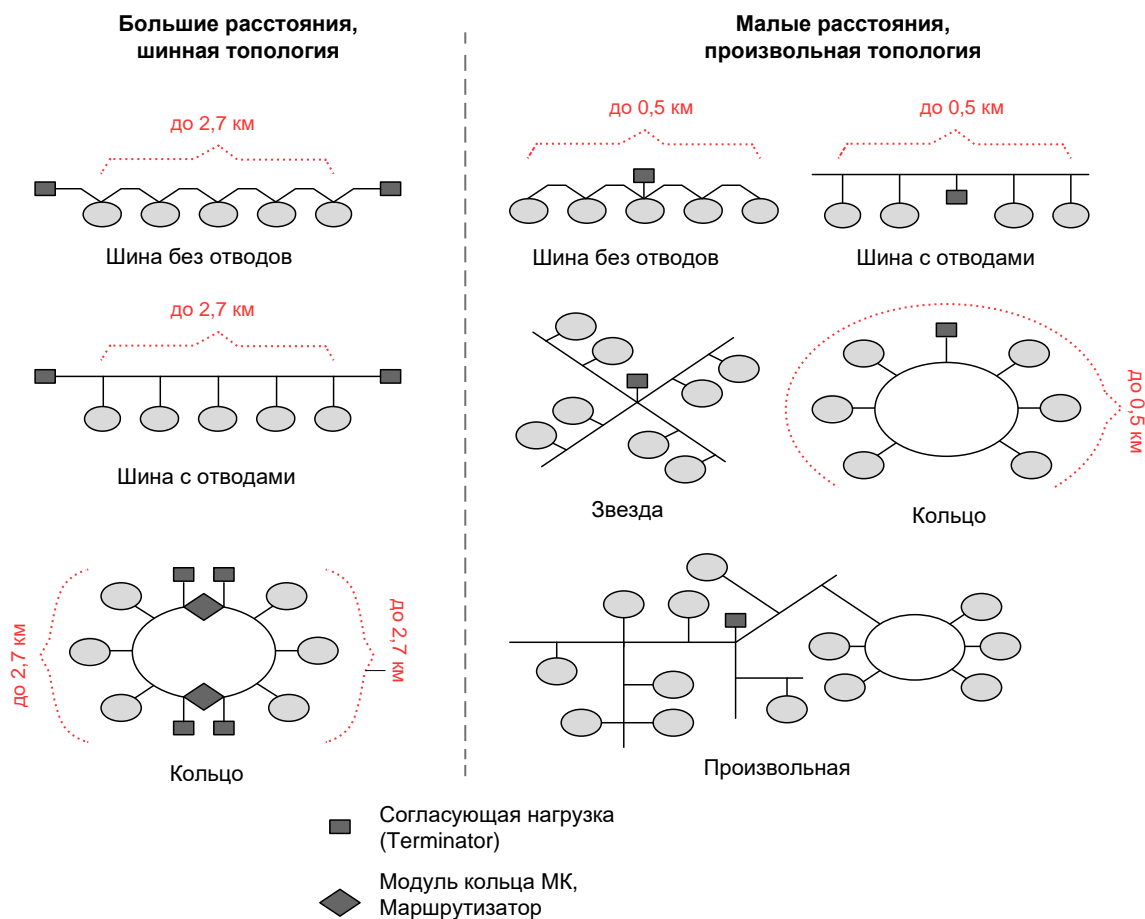 Большие расстояния,
шинная топология
до 2,7 км
Шина без отводов
до 2,7 км
Шина с отводами
до 2,7 км
до 2,7 км
Кольцо
Малые расстояния,
произвольная топология
до 0,5 км
до 0,5 км
Шина без отводов
Шина с отводами
до 0,5 км
Звезда
Кольцо
Произвольная
Согласующая нагрузка
(Terminator)
Модуль кольца МК,
Маршрутизатор